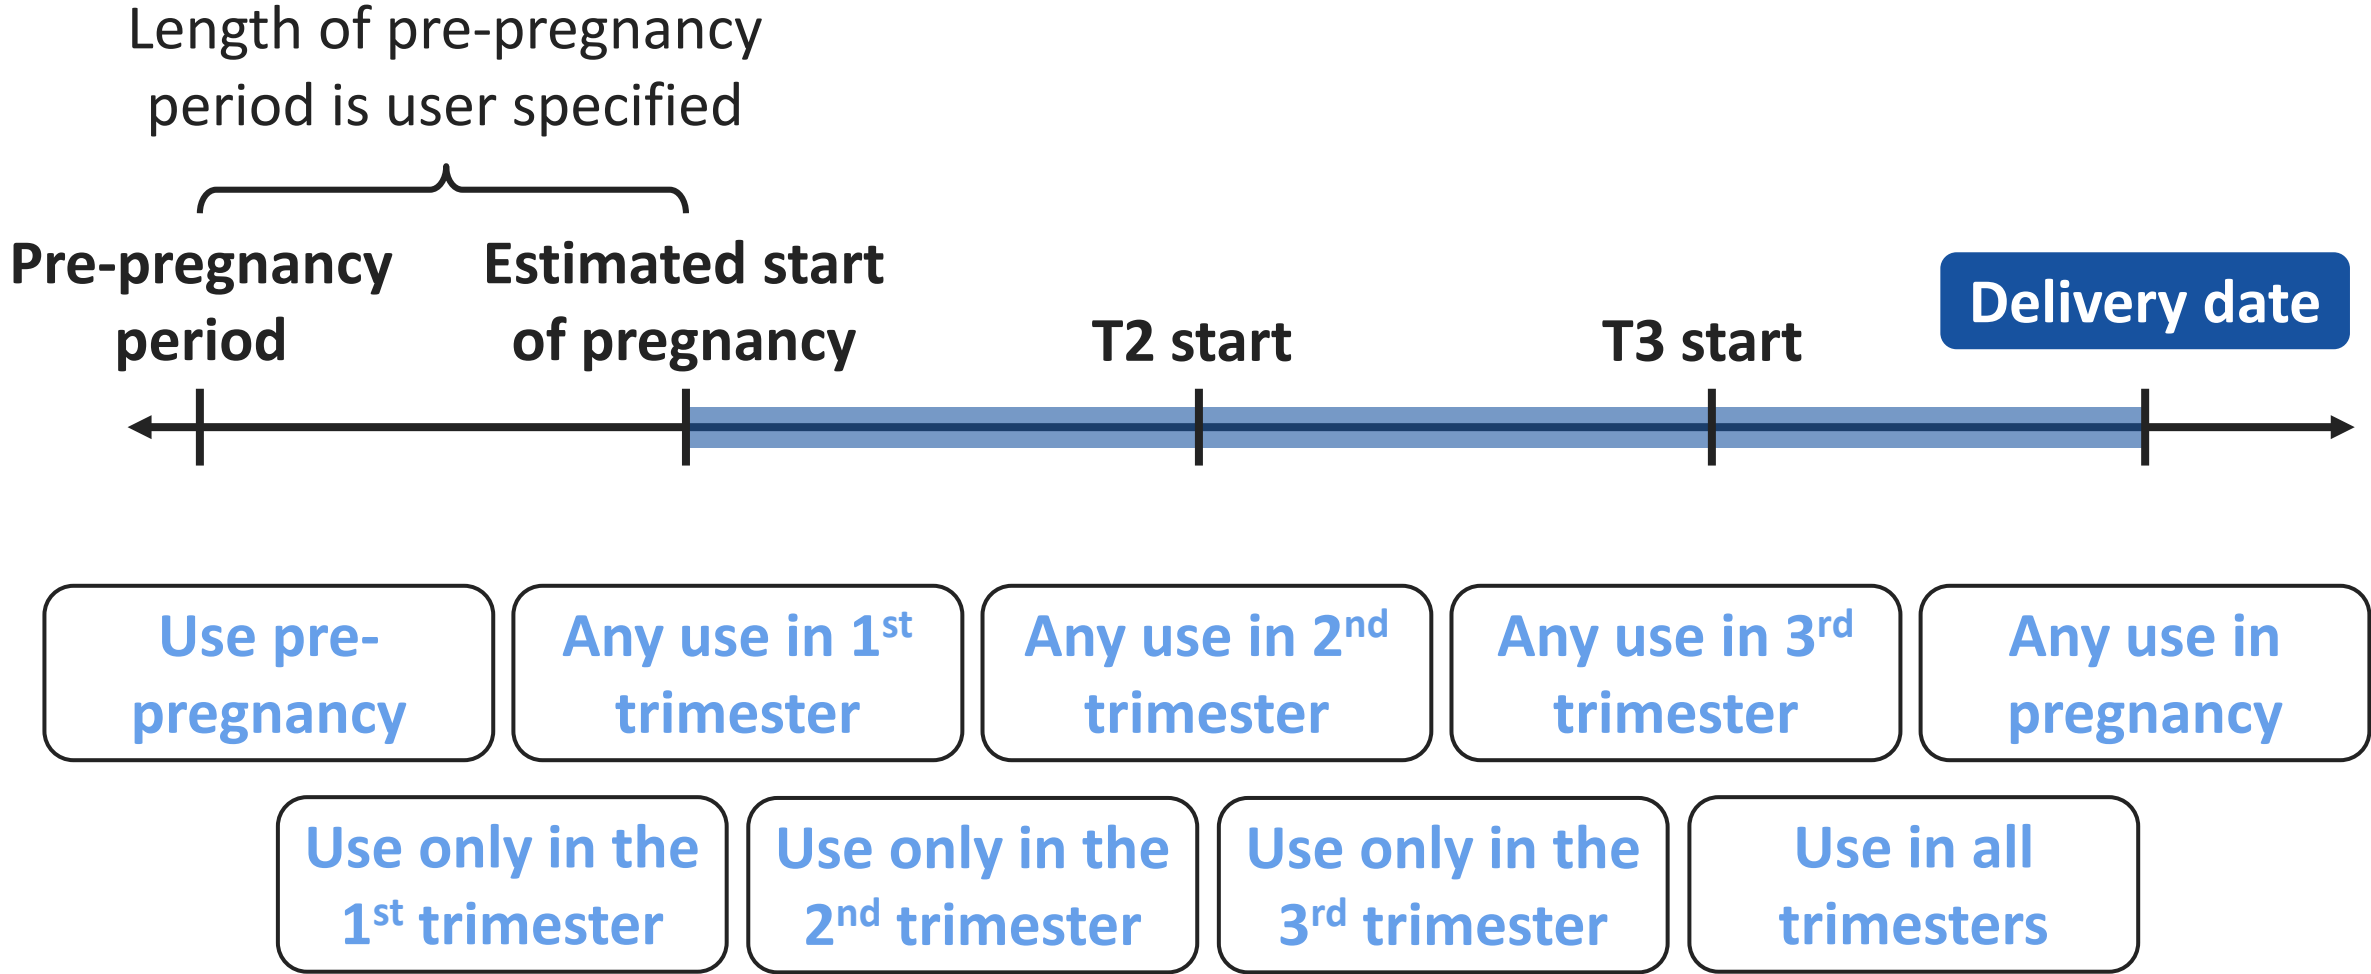 Length of pre-pregnancy
period is user specified
Pre-pregnancy
period
Estimated start
of pregnancy
T2 start
T3 start
Delivery date
Use pre-
pregnancy
Any use in 1st
trimester
Any use in 2nd
trimester
Any use in 3rd
trimester
Any use in
pregnancy
Use only in the
1st trimester
Use only in the
2nd trimester
Use only in the
3rd trimester
Use in all
trimesters